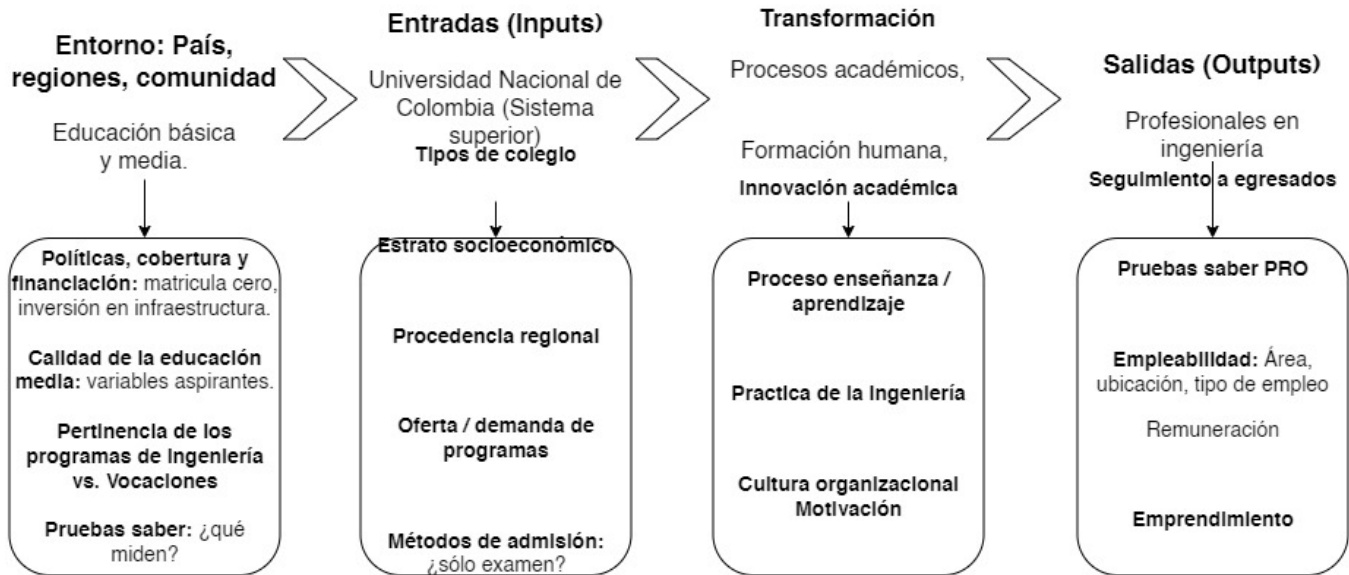 Entorno: País,
regiones, comunidad
Educación básica
y media.
Políticas, cobertura y
financiación: matricula cero,
inversión en infraestructura.
Calidad de la educación
media: variables aspirantes.
Pertinencia de los
programas de Ingeniería
vs. Vocaciones
Pruebas saber: ¿qué
miden?
Entradas (Inputs)
Universidad Nacional de
Colombia (Sistema
superior)
Tipos de colegio
Estrato socioeconómico
Procedencia regional
Oferta / demanda de
programas
Métodos de admisión:
¿sólo examen?
Transformación
Procesos académicos,
Formación humana,
Innovación académica
Proceso enseñanza /
aprendizaje
Practica de la Ingeniería
Cultura organizacional
Motivación
Salidas (Outputs)
Profesionales en
ingeniería
Seguimiento a egresados
Pruebas saber PRO
Empleabilidad: Área,
ubicación, tipo de empleo
Remuneración
Emprendimiento